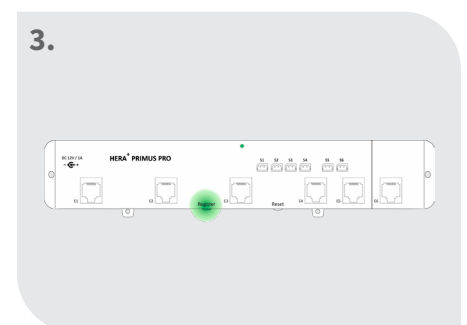 3.
DC 12V / 1A
- +
HERA+ PRIMUS PRO
S1 S2 S3 S4 S5 S6
E1 E2 Register E3 Reset E4 E5 E6